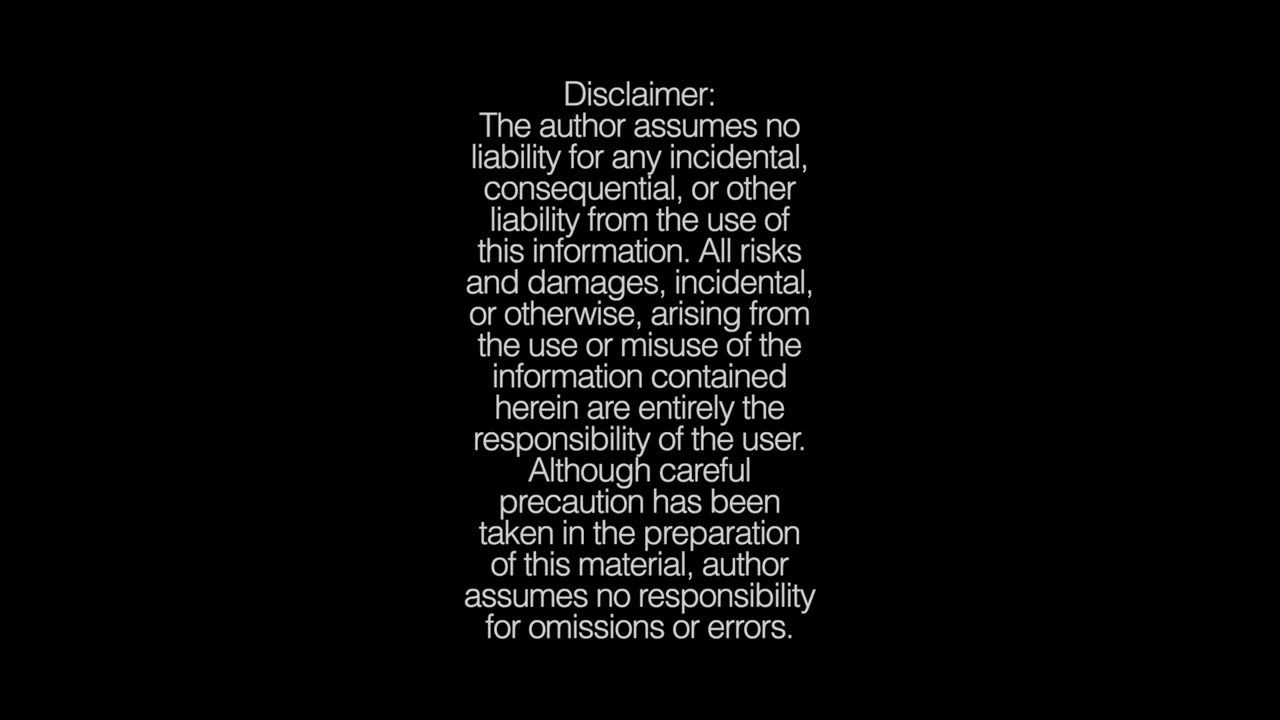 Disclaimer:
The author assumes no
liability for any incidental,
consequential, or other
liability from the use of
this information. All risks
and damages, incidental,
or otherwise, arising from
the use or misuse of the
information contained
herein are entirely the
responsibility of the user.
Although careful
precaution has been
taken in the preparation
of this material, author
assumes no responsibility
for omissions or errors.